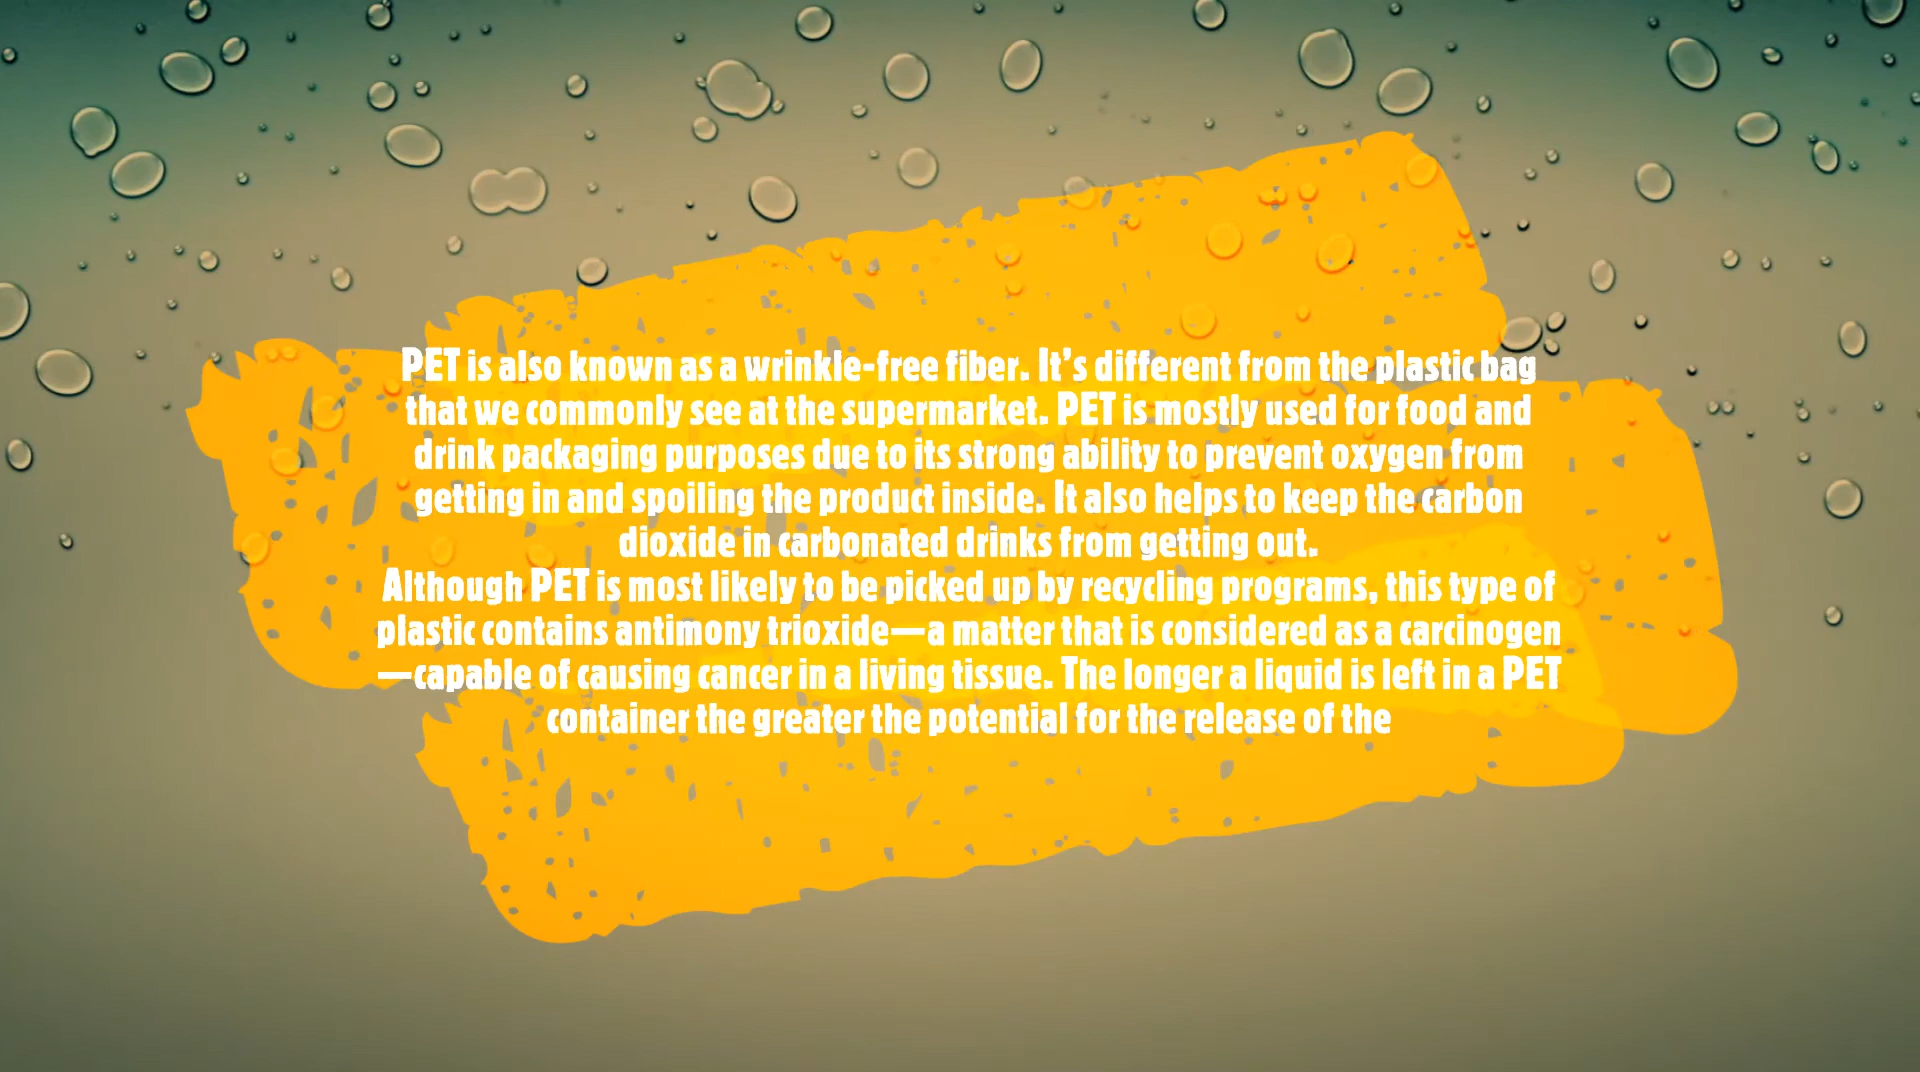 PET is also known as a wrinkle-free fiber. It's different from the plastic bag
that we commonly see at the supermarket. PET is mostly used for food and
drink packaging purposes due to its strong ability to prevent oxygen from
getting in and spoiling the product inside. It also helps to keep the carbon
dioxide in carbonated drinks from getting out.
Although PET is most likely to be picked up by recycling programs, this type of
plastic contains antimony trioxide—a matter that is considered as a carcinogen
—capable of causing cancer in a living tissue. The longer a liquid is left in a PET
container the greater the potential for the release of the